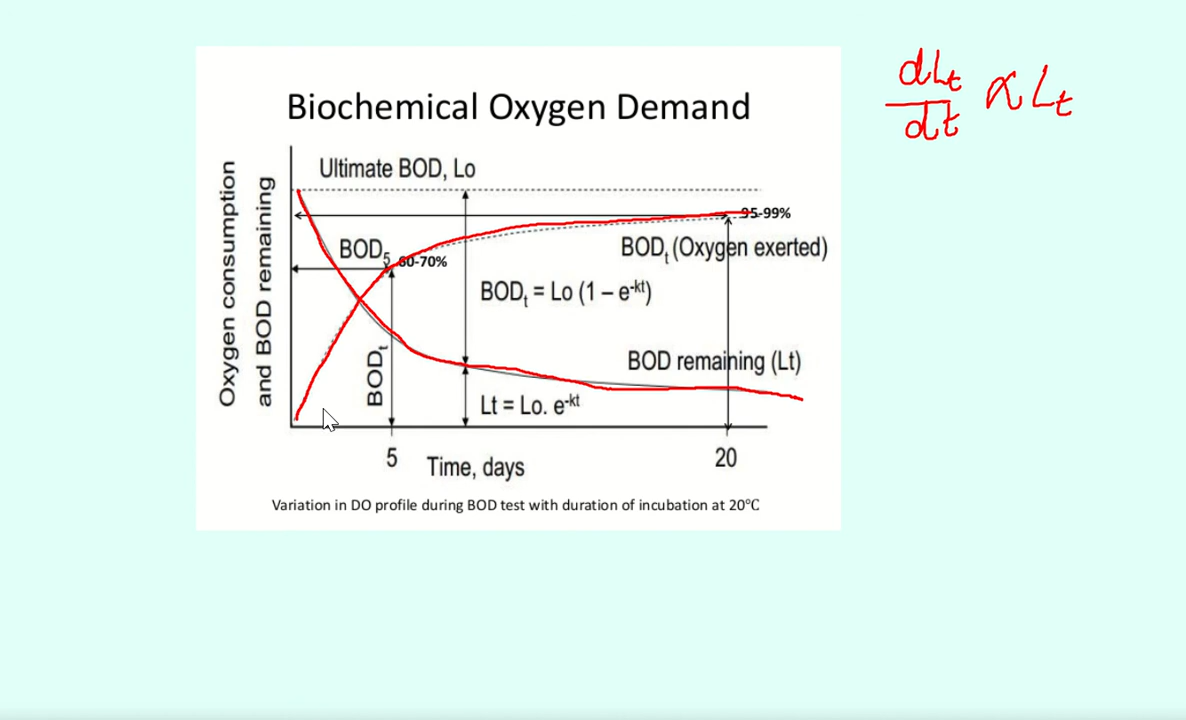 Biochemical Oxygen Demand
dLt/dt ∝ Lt
Ultimate BOD, Lo
95-99%
BOD5
60-70%
BODt (Oxygen exerted)
BODt = Lo (1 – e-kt)
BOD remaining (Lt)
BODt
Lt = Lo. e-kt
Oxygen consumption
and BOD remaining
5
20
Time, days
Variation in DO profile during BOD test with duration of incubation at 20°C